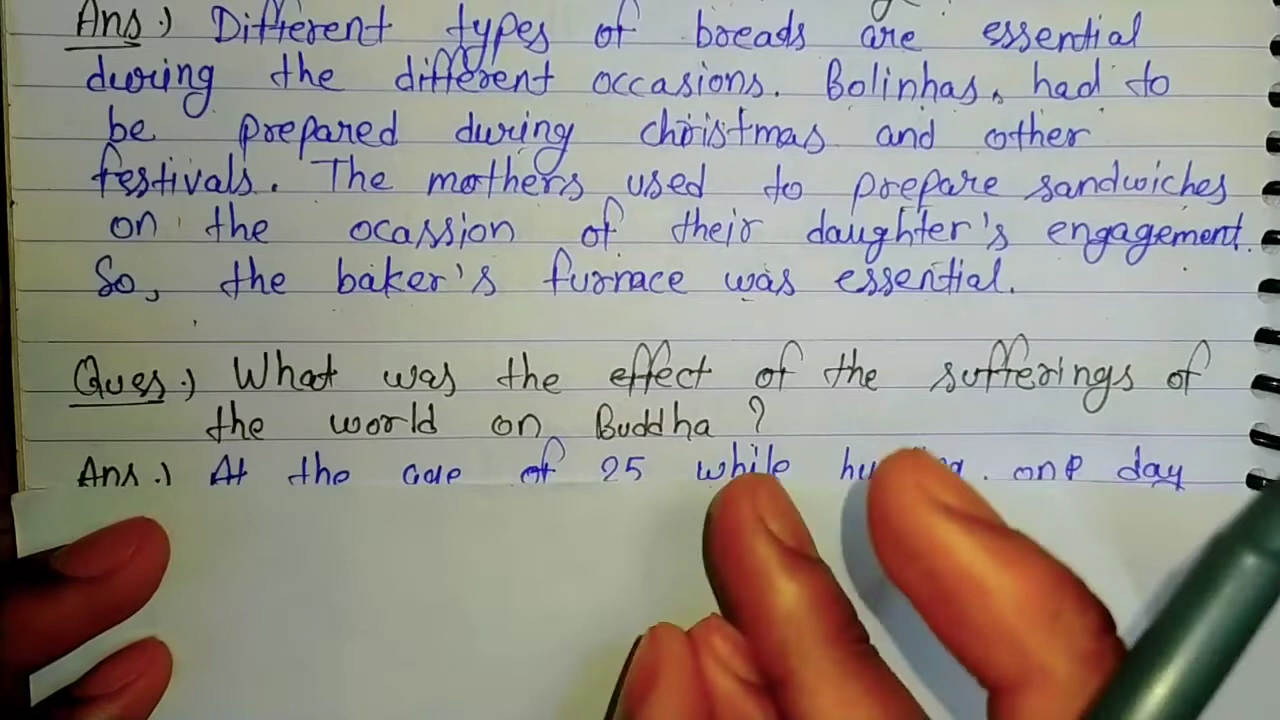 Ans.) Different types of breads are essential
during the different occasions. Bolinhas, had to
be prepared during christmas and other
festivals. The mothers used to prepare sandwiches
on the ocassion of their daughter's engagement.
So, the baker's furnace was essential.
Ques.) What was the effect of the sufferings of
the world on Buddha?
Ans.) At the age of 25 while one day